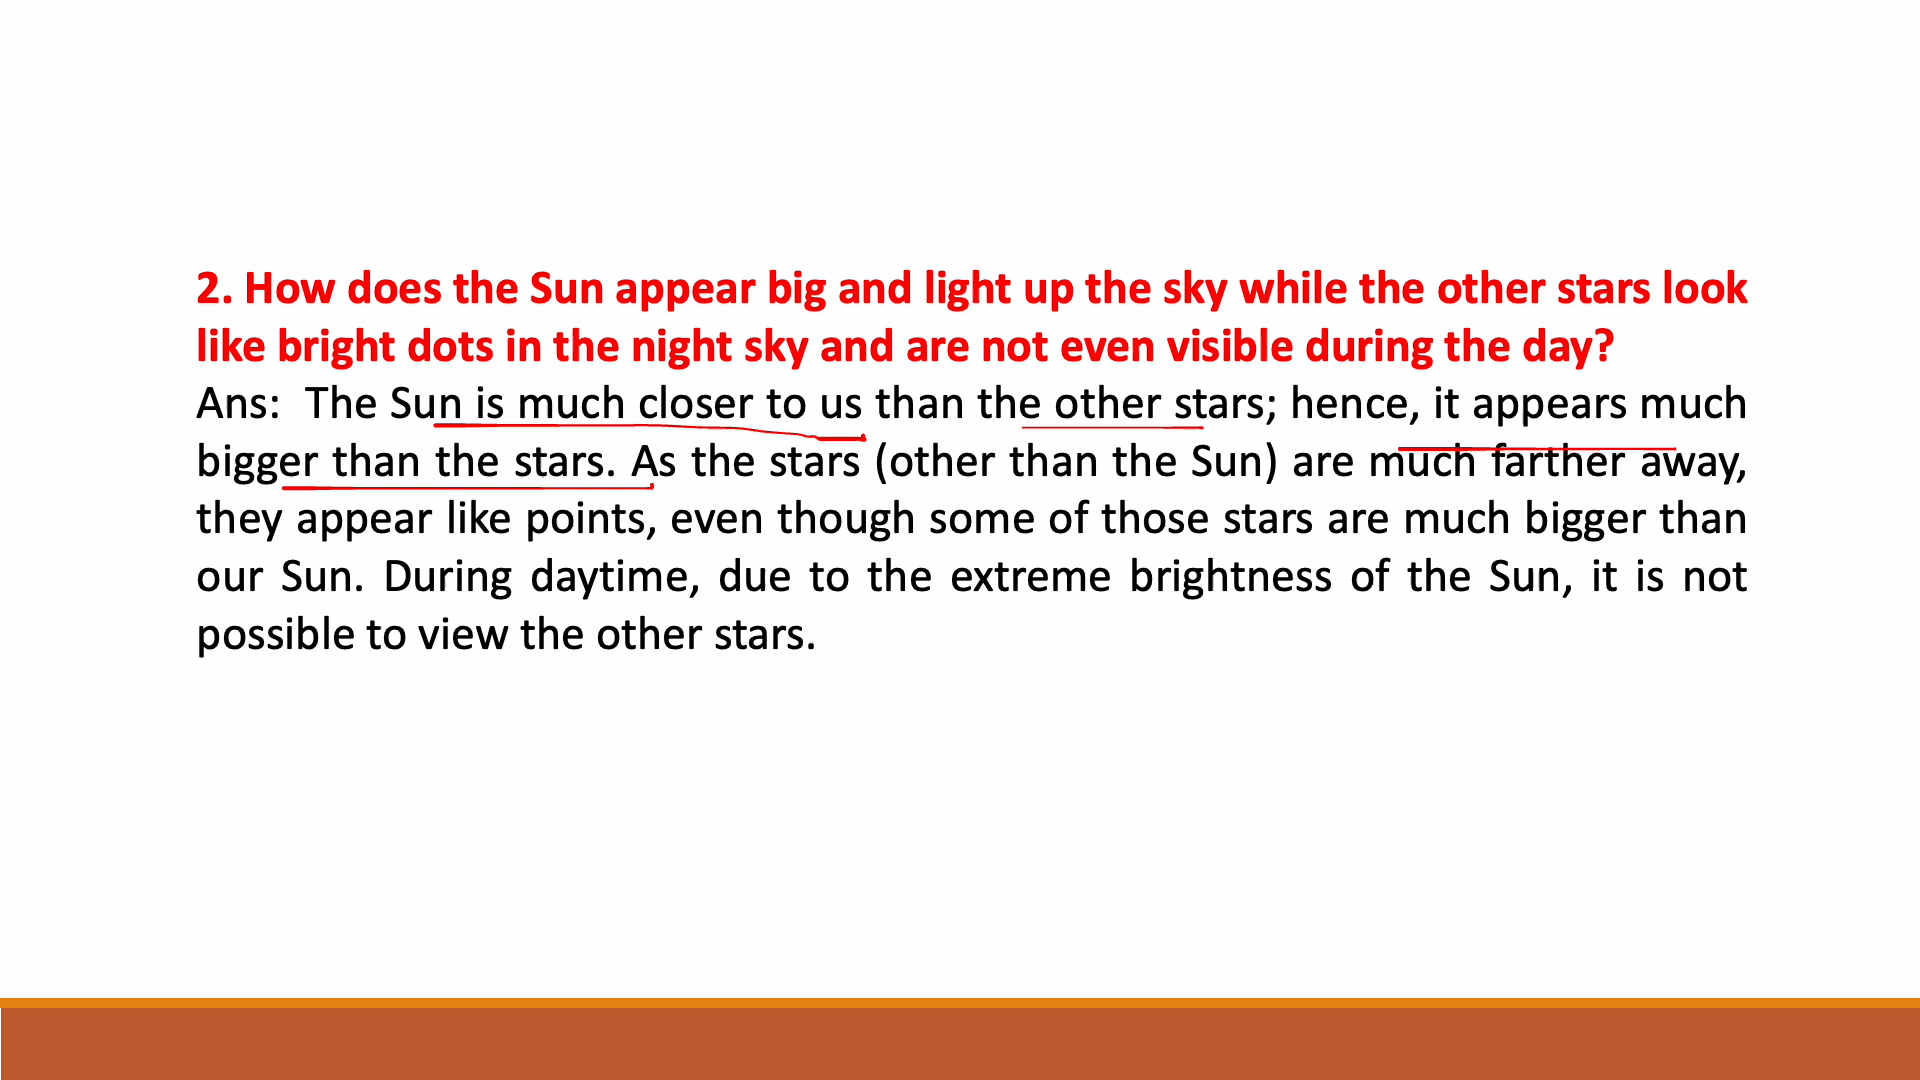 2. How does the Sun appear big and light up the sky while the other stars look
like bright dots in the night sky and are not even visible during the day?
Ans: The Sun is much closer to us than the other stars; hence, it appears much
bigger than the stars. As the stars (other than the Sun) are much farther away,
they appear like points, even though some of those stars are much bigger than
our Sun. During daytime, due to the extreme brightness of the Sun, it is not
possible to view the other stars.